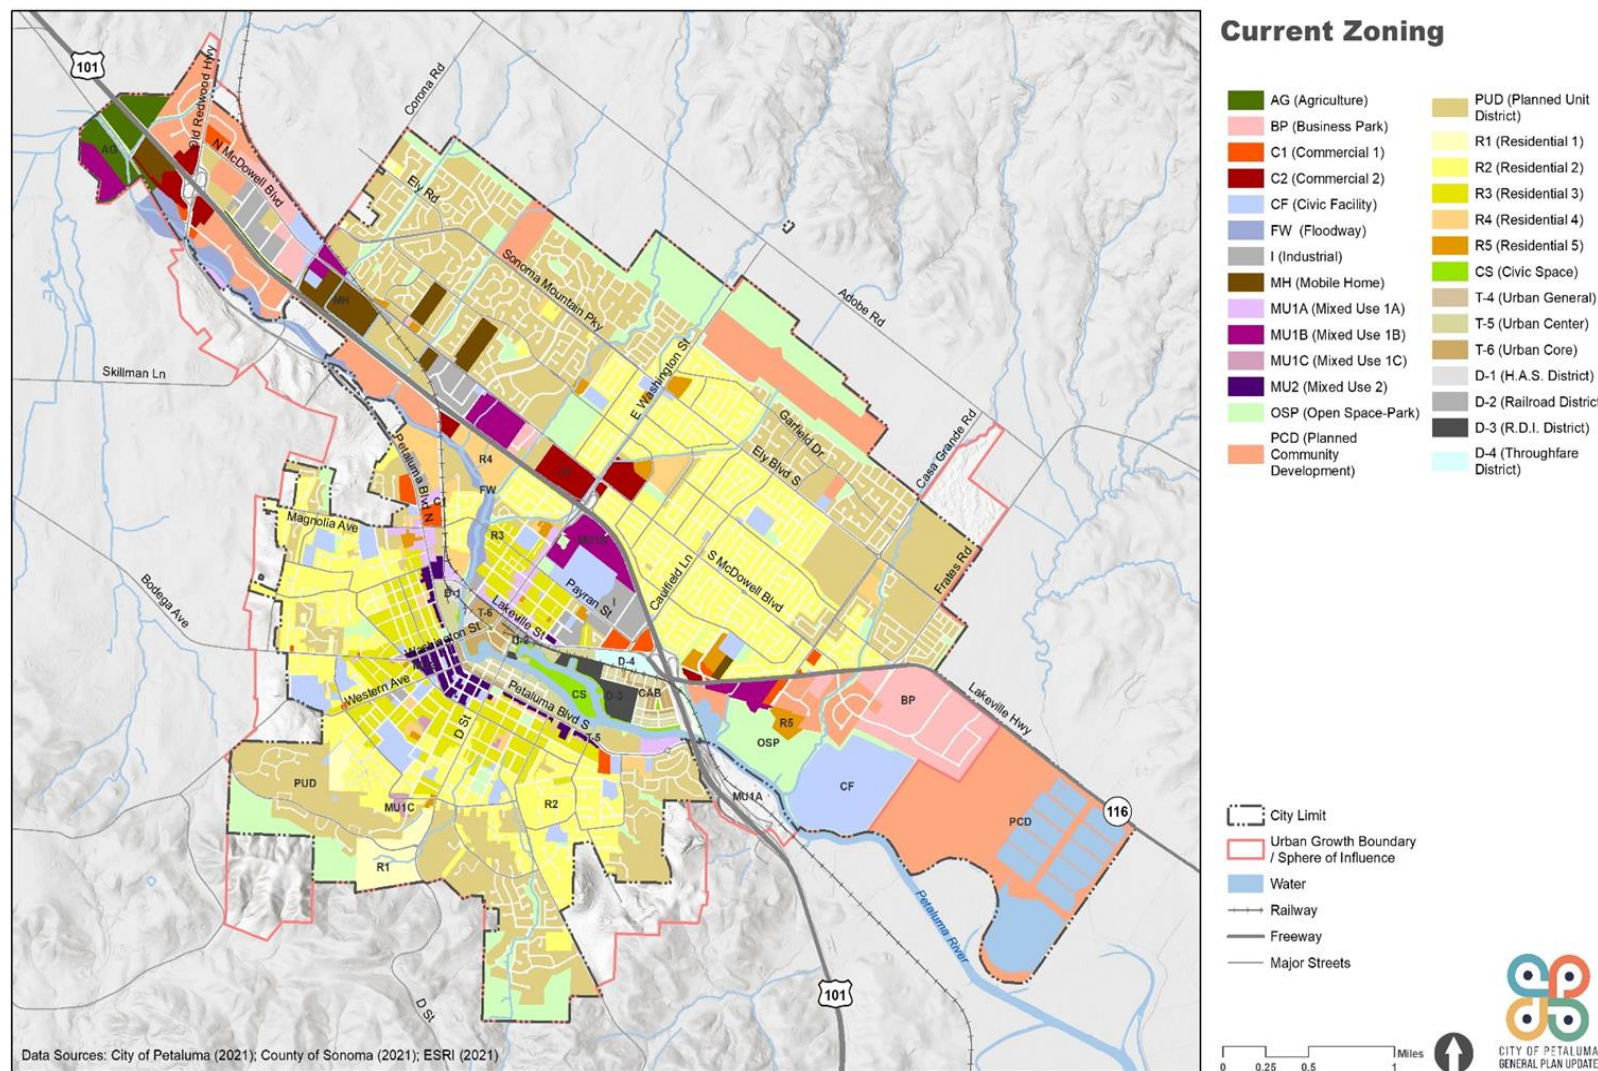 Current Zoning
AG (Agriculture)
BP (Business Park)
C1 (Commercial 1)
C2 (Commercial 2)
CF (Civic Facility)
FW (Floodway)
I (Industrial)
MH (Mobile Home)
MU1A (Mixed Use 1A)
MU1B (Mixed Use 1B)
MU1C (Mixed Use 1C)
MU2 (Mixed Use 2)
OSP (Open Space-Park)
PCD (Planned
Community
Development)
PUD (Planned Unit
District)
R1 (Residential 1)
R2 (Residential 2)
R3 (Residential 3)
R4 (Residential 4)
R5 (Residential 5)
CS (Civic Space)
T-4 (Urban General)
T-5 (Urban Center)
T-6 (Urban Core)
D-1 (H.A.S. District)
D-2 (Railroad District
D-3 (R.D.I. District)
D-4 (Throughfare
District)
City Limit
Urban Growth Boundary
/ Sphere of Influence
Water
Railway
Freeway
Major Streets
0 0.25 0.5 1 Miles
CITY OF PETALUMA
GENERAL PLAN UPDATE
101
Old Redwood Hwy
Corona Rd
AG
N McDowell Blvd
Ely Rd
Sonoma Mountain Pky
Adobe Rd
MH
Skillman Ln
E Washington St
Garfield Dr
Casa Grande Rd
Ely Blvd S
Petaluma Blvd N
R4
FW
C1
Magnolia Ave
R3
MU1B
S McDowell Blvd
Frates Rd
Caulfield Ln
Payran St
I
Bodega Ave
D-1
T-6
Lakeville St
Washington St
D-2
D-4
Western Ave
CS
D-3
CAB
Petaluma Blvd S
D St
T-5
R5
OSP
BP
Lakeville Hwy
PUD
MU1C
R2
MU1A
CF
PCD
116
R1
Petaluma River
101
D St
Data Sources: City of Petaluma (2021); County of Sonoma (2021); ESRI (2021)